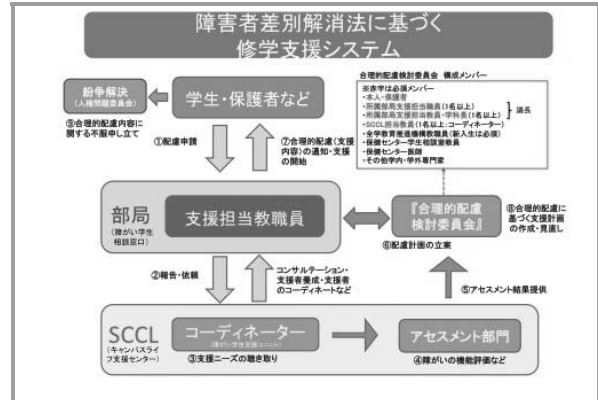 障害者差別解消法に基づく
修学支援システム
紛争解決
(人権問題委員会)
⑨合理的配慮内容に
関する不服申し立て
学生・保護者など
合理的配慮検討委員会 構成メンバー
※赤字は必須メンバー
・本人・保護者
・所属部局支援担当職員(1名以上)
・所属部局支援担当教員・学科長(1名以上)
・SCCL担当教員(1名以上:コーディネーター)
・全学教育推進機構教職員(新入生は必須)
・保健センター学生相談室教員
・保健センター医師
・その他学内・学外専門家
議長
①配慮申請
⑦合理的配慮(支援
内容)の通知・支援
の開始
部局
(障がい学生
相談窓口)
支援担当教職員
『合理的配慮
検討委員会』
⑧合理的配慮に
基づく支援計画
の作成・見直し
⑥配慮計画の立案
②報告・依頼
コンサルテーション・
支援者養成・支援者
のコーディネートなど
⑤アセスメント結果提供
SCCL
(キャンパスライ
フ支援センター)
コーディネーター
(障がい学生支援ユニット)
③支援ニーズの聴き取り
アセスメント部門
④障がいの機能評価など